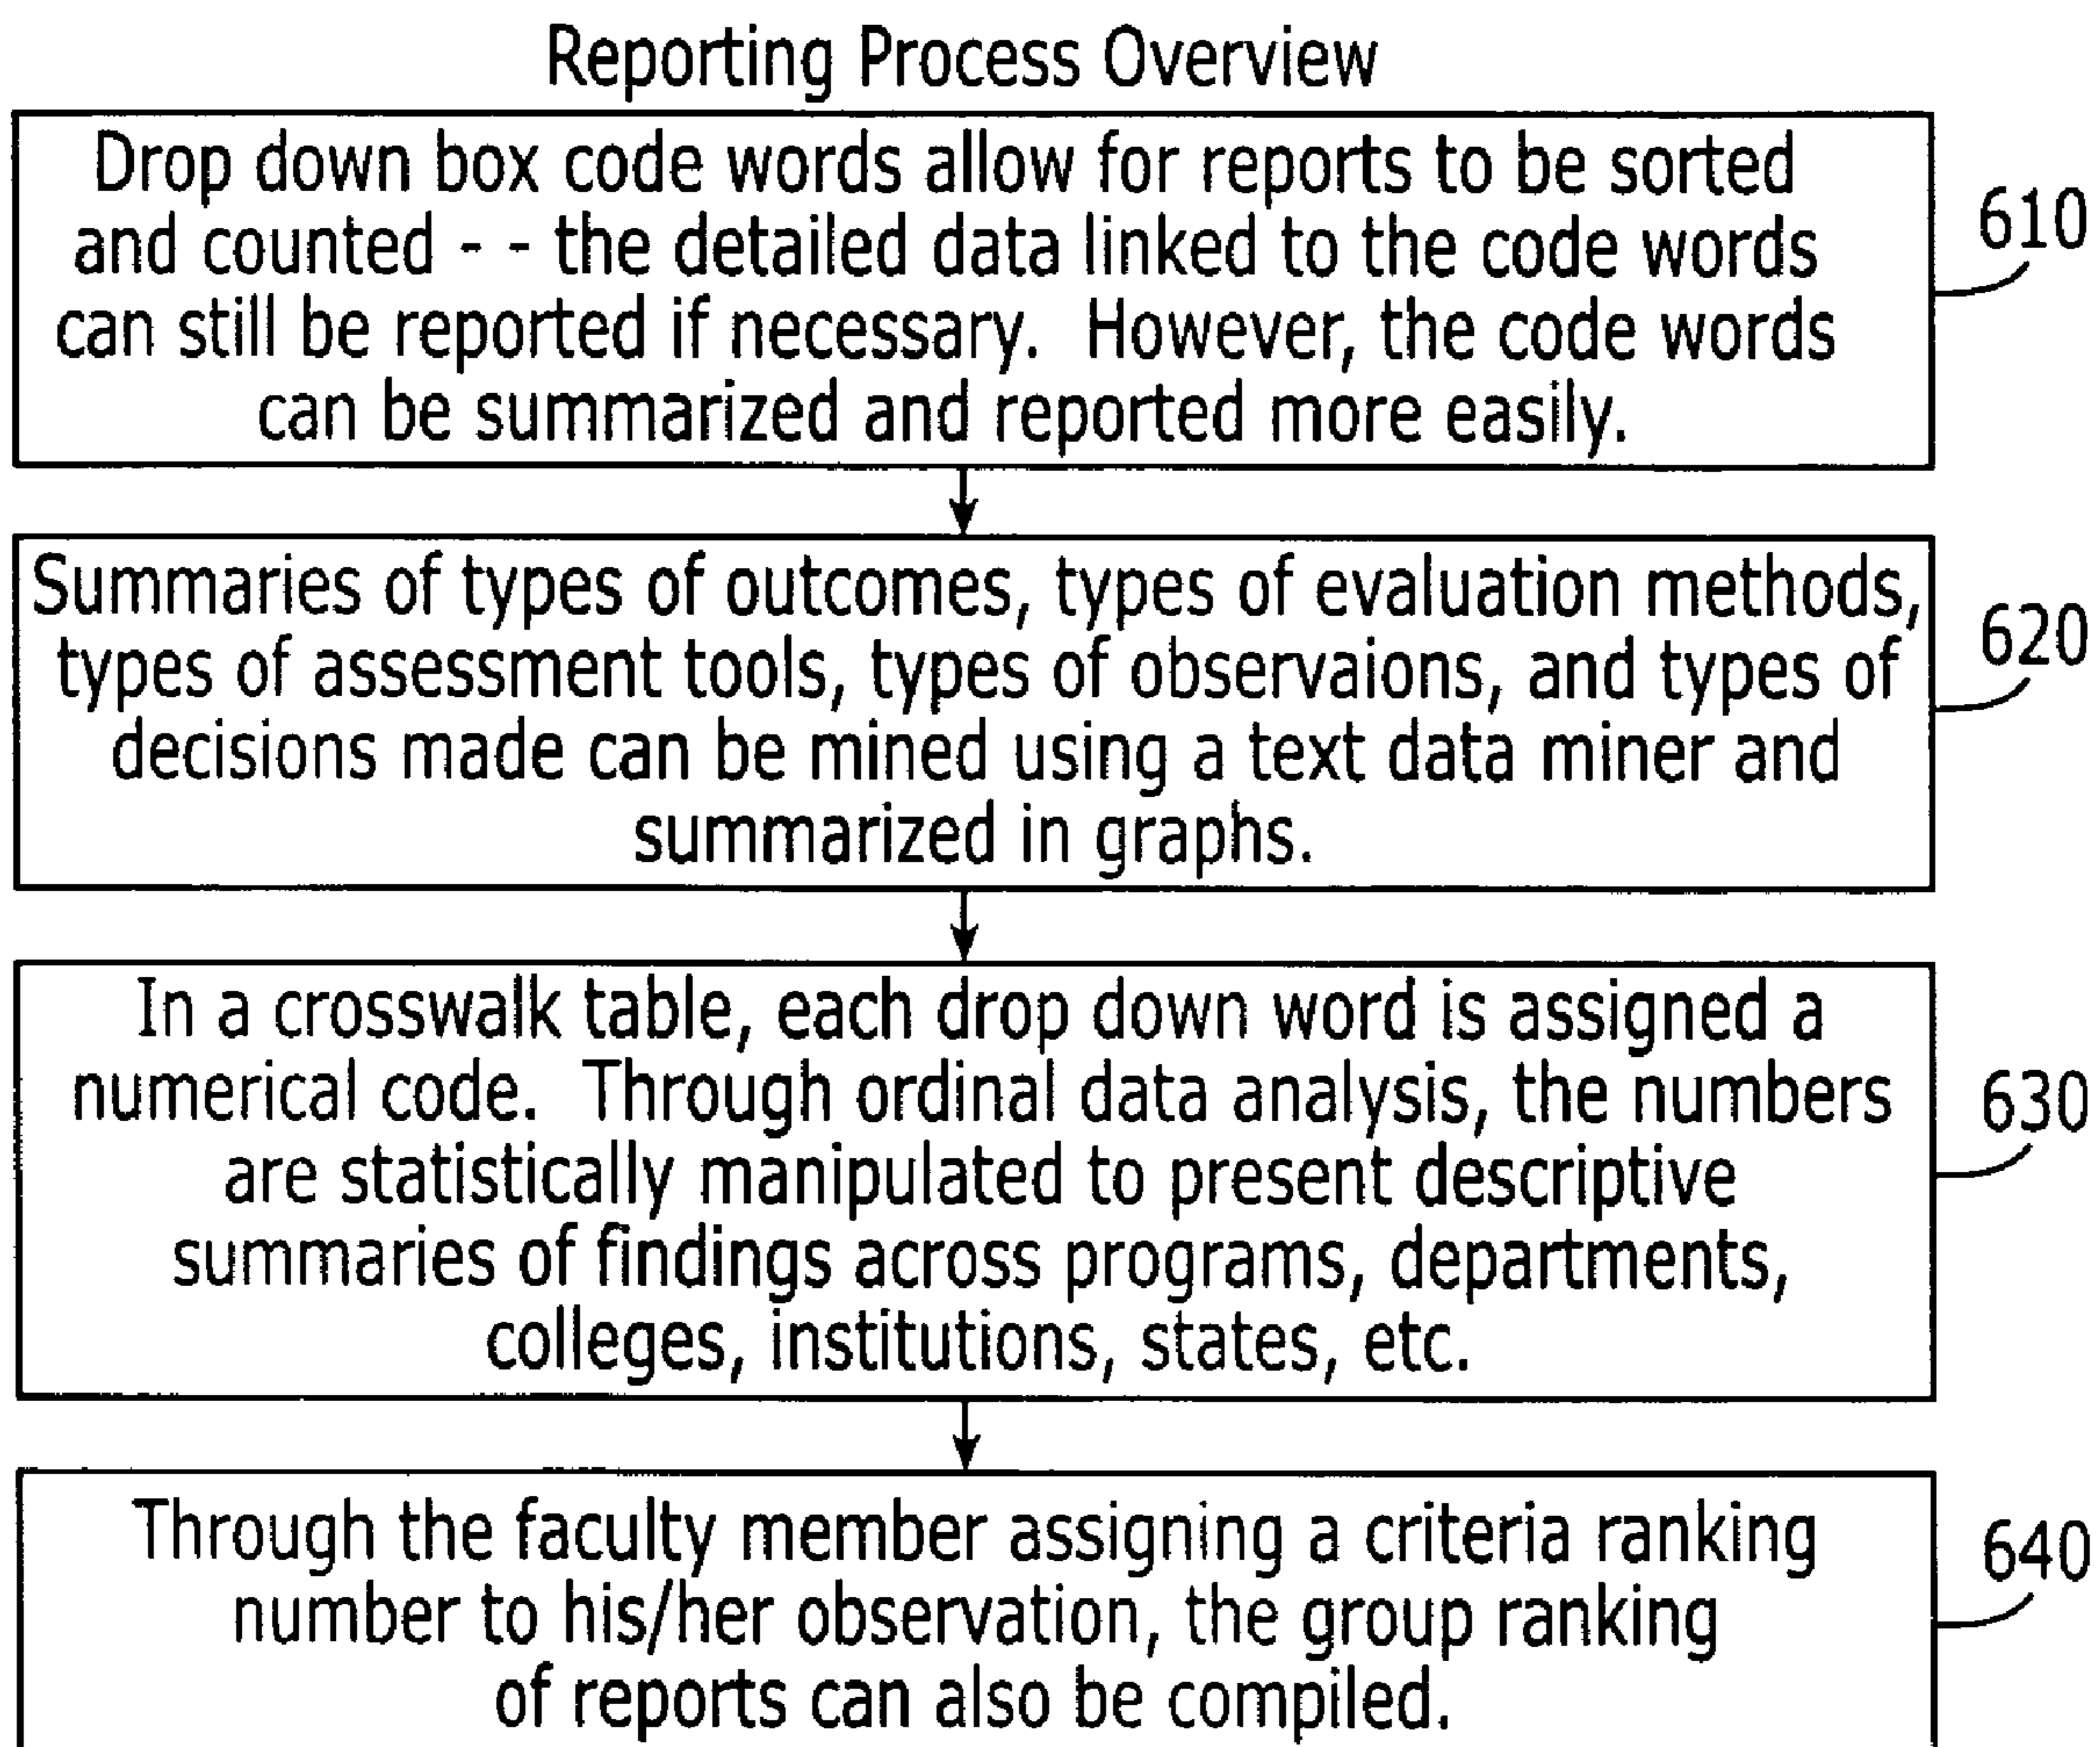 Reporting Process Overview
Drop down box code words allow for reports to be sorted
and counted - - the detailed data linked to the code words
can still be reported if necessary.  However, the code words
can be summarized and reported more easily.
610
Summaries of types of outcomes, types of evaluation methods,
types of assessment tools, types of observaions, and types of
decisions made can be mined using a text data miner and
summarized in graphs.
620
In a crosswalk table, each drop down word is assigned a
numerical code.  Through ordinal data analysis, the numbers
are statistically manipulated to present descriptive
summaries of findings across programs, departments,
colleges, institutions, states, etc.
630
Through the faculty member assigning a criteria ranking
number to his/her observation, the group ranking
of reports can also be compiled.
640